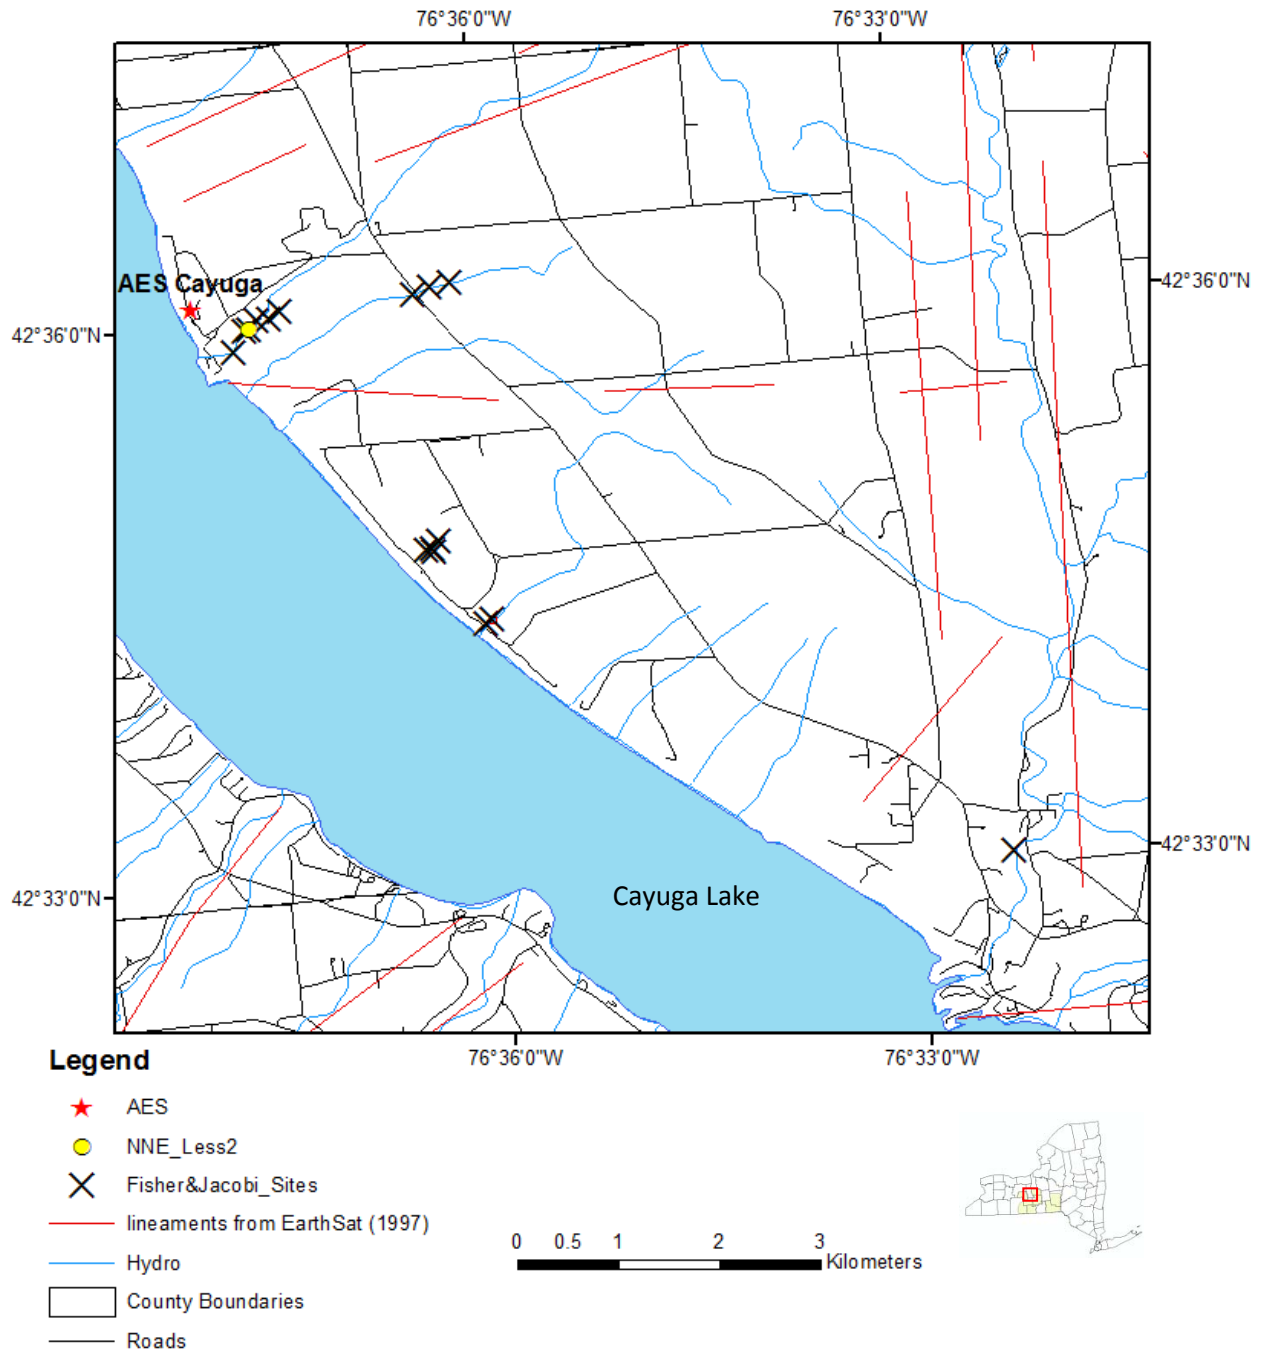 76°36'0"W
76°33'0"W
AES Cayuga
42°36'0"N
42°36'0"N
42°33'0"N
42°33'0"N
Cayuga Lake
76°36'0"W
76°33'0"W
Legend
AES
NNE_Less2
Fisher&Jacobi_Sites
lineaments from EarthSat (1997)
Hydro
County Boundaries
Roads
0 0.5 1 2 3
Kilometers